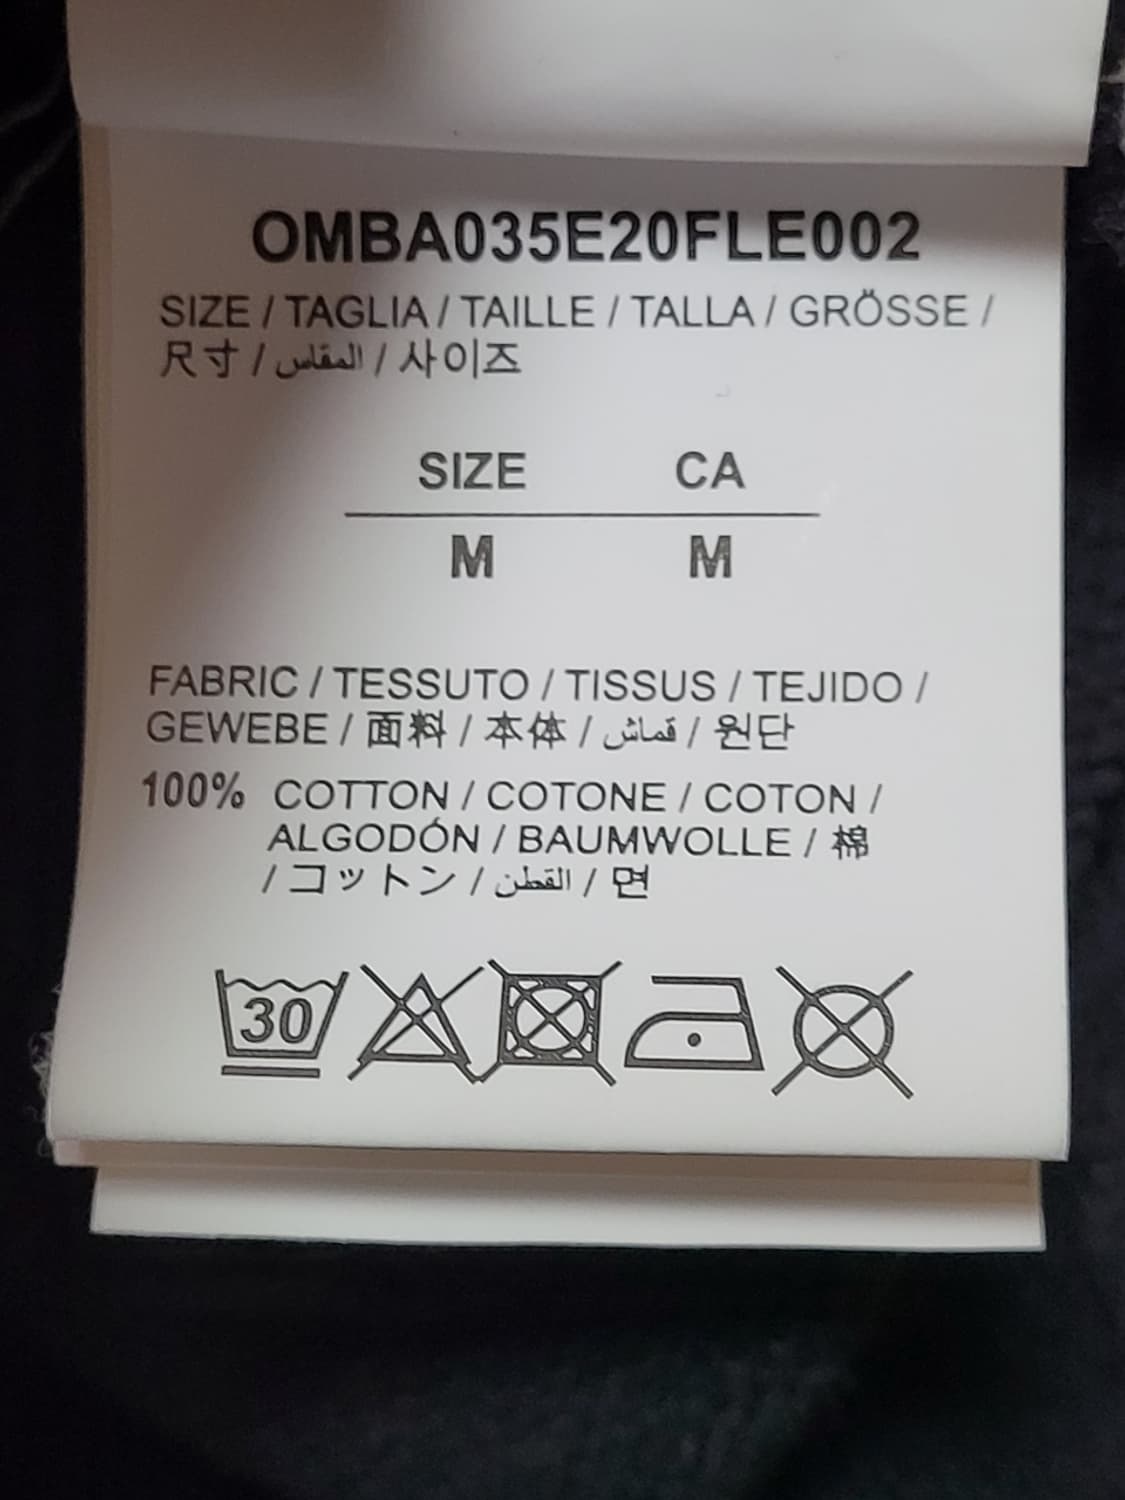 OMBA035E20FLE002
SIZE / TAGLIA / TAILLE / TALLA / GRÖSSE /
尺寸 / المقاس / 사이즈
SIZE CA
M M
FABRIC / TESSUTO / TISSUS / TEJIDO /
GEWEBE / 面料 / 本体 / قماش / 원단
100% COTTON / COTONE / COTON /
ALGODÓN / BAUMWOLLE / 棉
/ コットン / القطن / 면
30